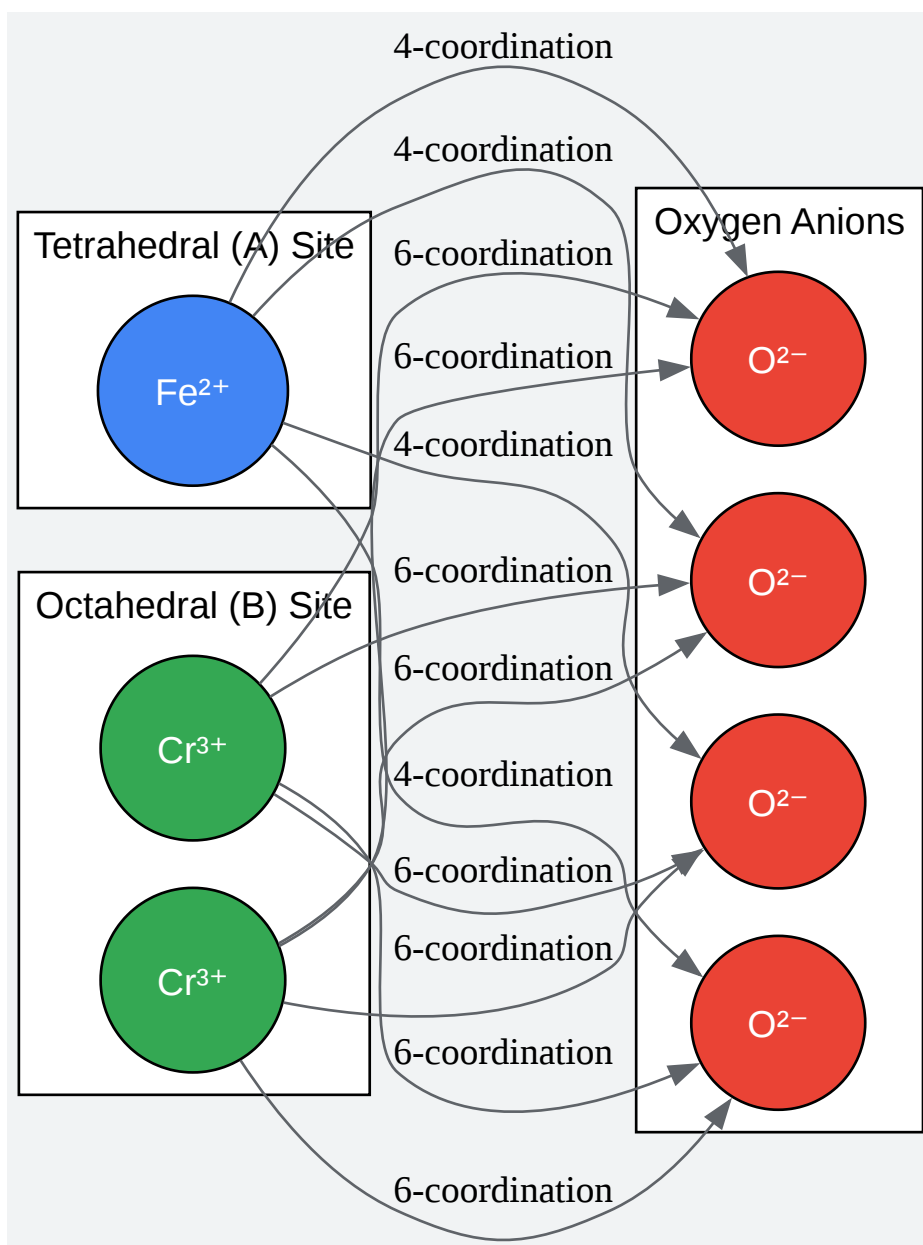 4-coordination
4-coordination
Oxygen Anions
Tetrahedral (A) Site
6-coordination
6-coordination
O²⁻
Fe²⁺
4-coordination
6-coordination
O²⁻
Octahedral (B) Site
6-coordination
Cr³⁺
4-coordination
O²⁻
6-coordination
6-coordination
Cr³⁺
O²⁻
6-coordination
6-coordination